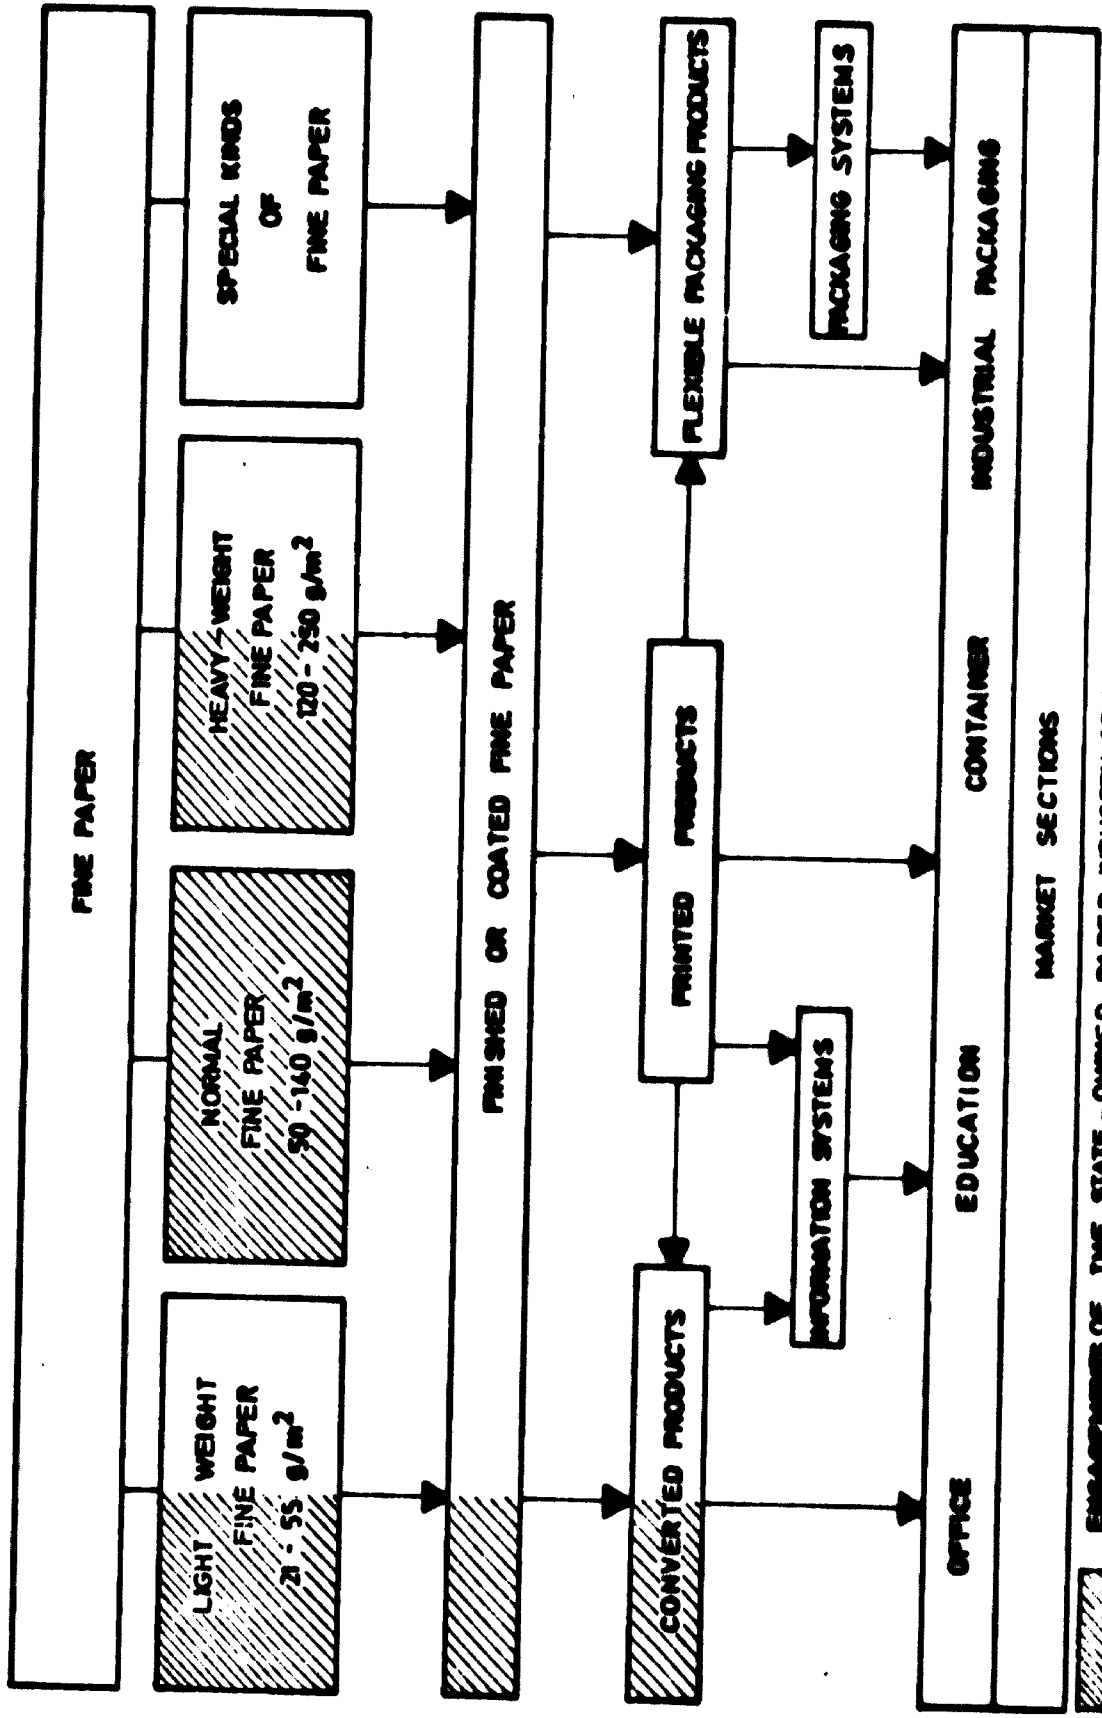 FINE PAPER
LIGHT WEIGHT
FINE PAPER
21 - 55 g/m2
NORMAL
FINE PAPER
50 - 140 g/m2
HEAVY - WEIGHT
FINE PAPER
120 - 250 g/m2
SPECIAL KINDS
OF
FINE PAPER
FINISHED OR COATED FINE PAPER
CONVERTED PRODUCTS
PRINTED PRODUCTS
FLEXIBLE PACKAGING PRODUCTS
INFORMATION SYSTEMS
PACKAGING SYSTEMS
OFFICE EDUCATION CONTAINER INDUSTRIAL PACKAGING
MARKET SECTIONS
OF THE STATE - OWNED PAPER